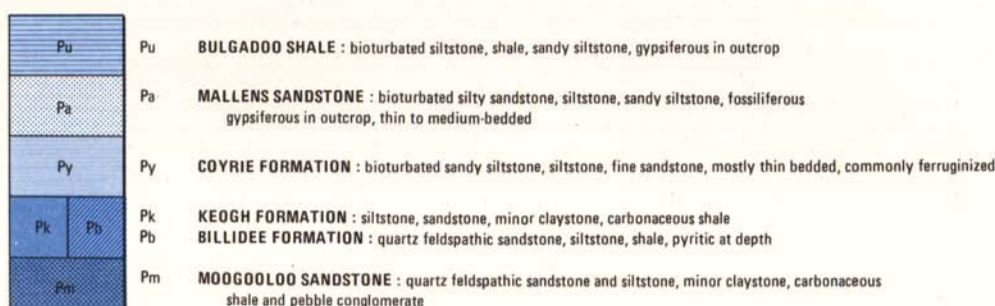 Pu Pu BULGADOO SHALE : bioturbated siltstone, shale, sandy siltstone, gypsiferous in outcrop
Pa Pa MALLENS SANDSTONE : bioturbated silty sandstone, siltstone, sandy siltstone, fossiliferous
gypsiferous in outcrop, thin to medium-bedded
Py Py COYRIE FORMATION : bioturbated sandy siltstone, siltstone, fine sandstone, mostly thin bedded, commonly ferruginized
Pk Pb Pk KEOGH FORMATION : siltstone, sandstone, minor claystone, carbonaceous shale
Pb BILLIDEE FORMATION : quartz feldspathic sandstone, siltstone, shale, pyritic at depth
Pm Pm MOOGOOLOO SANDSTONE : quartz feldspathic sandstone and siltstone, minor claystone, carbonaceous
shale and pebble conglomerate